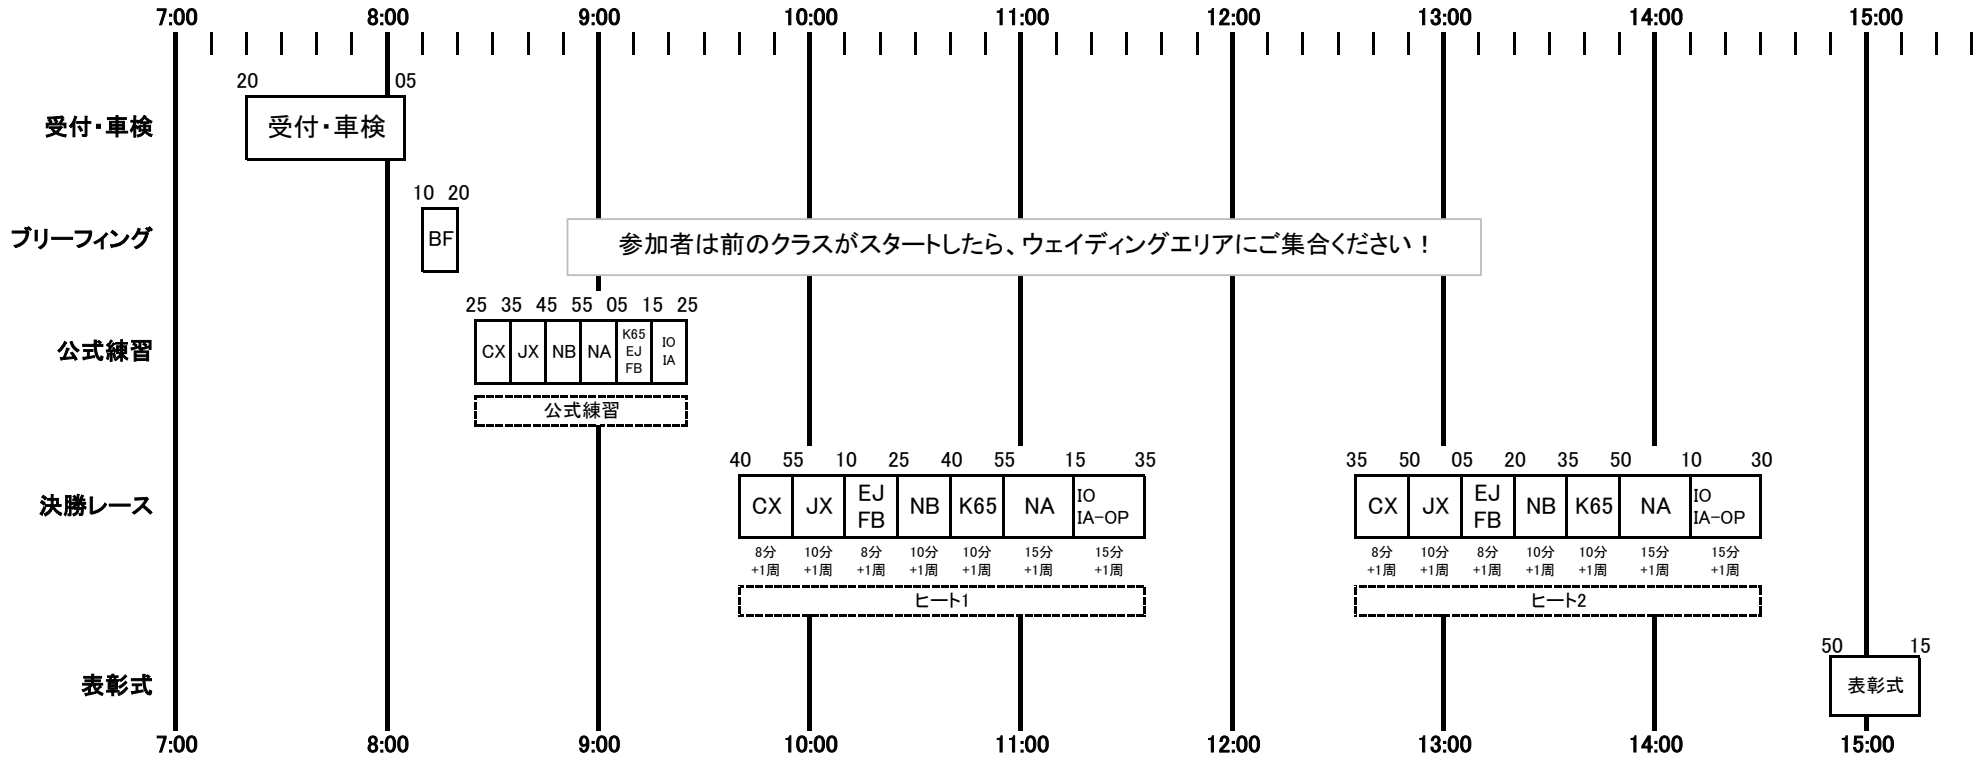 7:00 8:00 9:00 10:00 11:00 12:00 13:00 14:00 15:00
20 05
受付・車検 受付・車検
10 20
ブリーフィング BF 参加者は前のクラスがスタートしたら、ウェイディングエリアにご集合ください！
25 35 45 55 05 15 25
公式練習 CX JX NB NA K65 EJ FB IO IA
公式練習
40 55 10 25 40 55 15 35 35 50 05 20 35 50 10 30
決勝レース CX JX EJ FB NB K65 NA IO IA-OP CX JX EJ FB NB K65 NA IO IA-OP
8分 10分 8分 10分 10分 15分 15分 8分 10分 8分 10分 10分 15分 15分
+1周 +1周 +1周 +1周 +1周 +1周 +1周 +1周 +1周 +1周 +1周 +1周 +1周 +1周
ヒート1 ヒート2
50 15
表彰式 表彰式
7:00 8:00 9:00 10:00 11:00 12:00 13:00 14:00 15:00